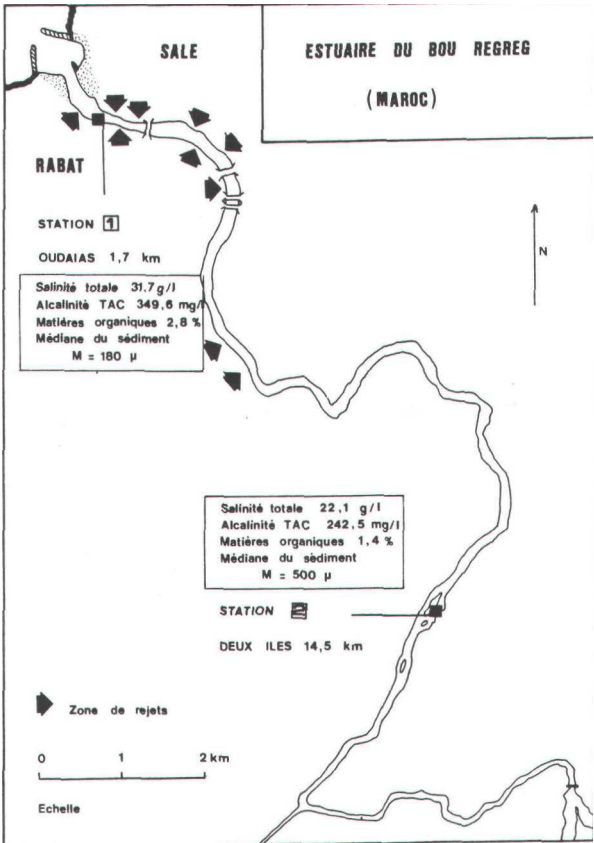 SALE
ESTUAIRE DU BOU REGREG
(MAROC)
RABAT
N
STATION 1
OUDAIAS 1,7 km
Salinité totale 31,7 g/l
Alcalinité TAC 349,6 mg/l
Matières organiques 2,8 %
Médiane du sédiment
M = 180 µ
Salinité totale 22,1 g/l
Alcalinité TAC 242,5 mg/l
Matières organiques 1,4 %
Médiane du sédiment
M = 500 µ
STATION 2
DEUX ILES 14,5 km
Zone de rejets
0 1 2 km
Echelle